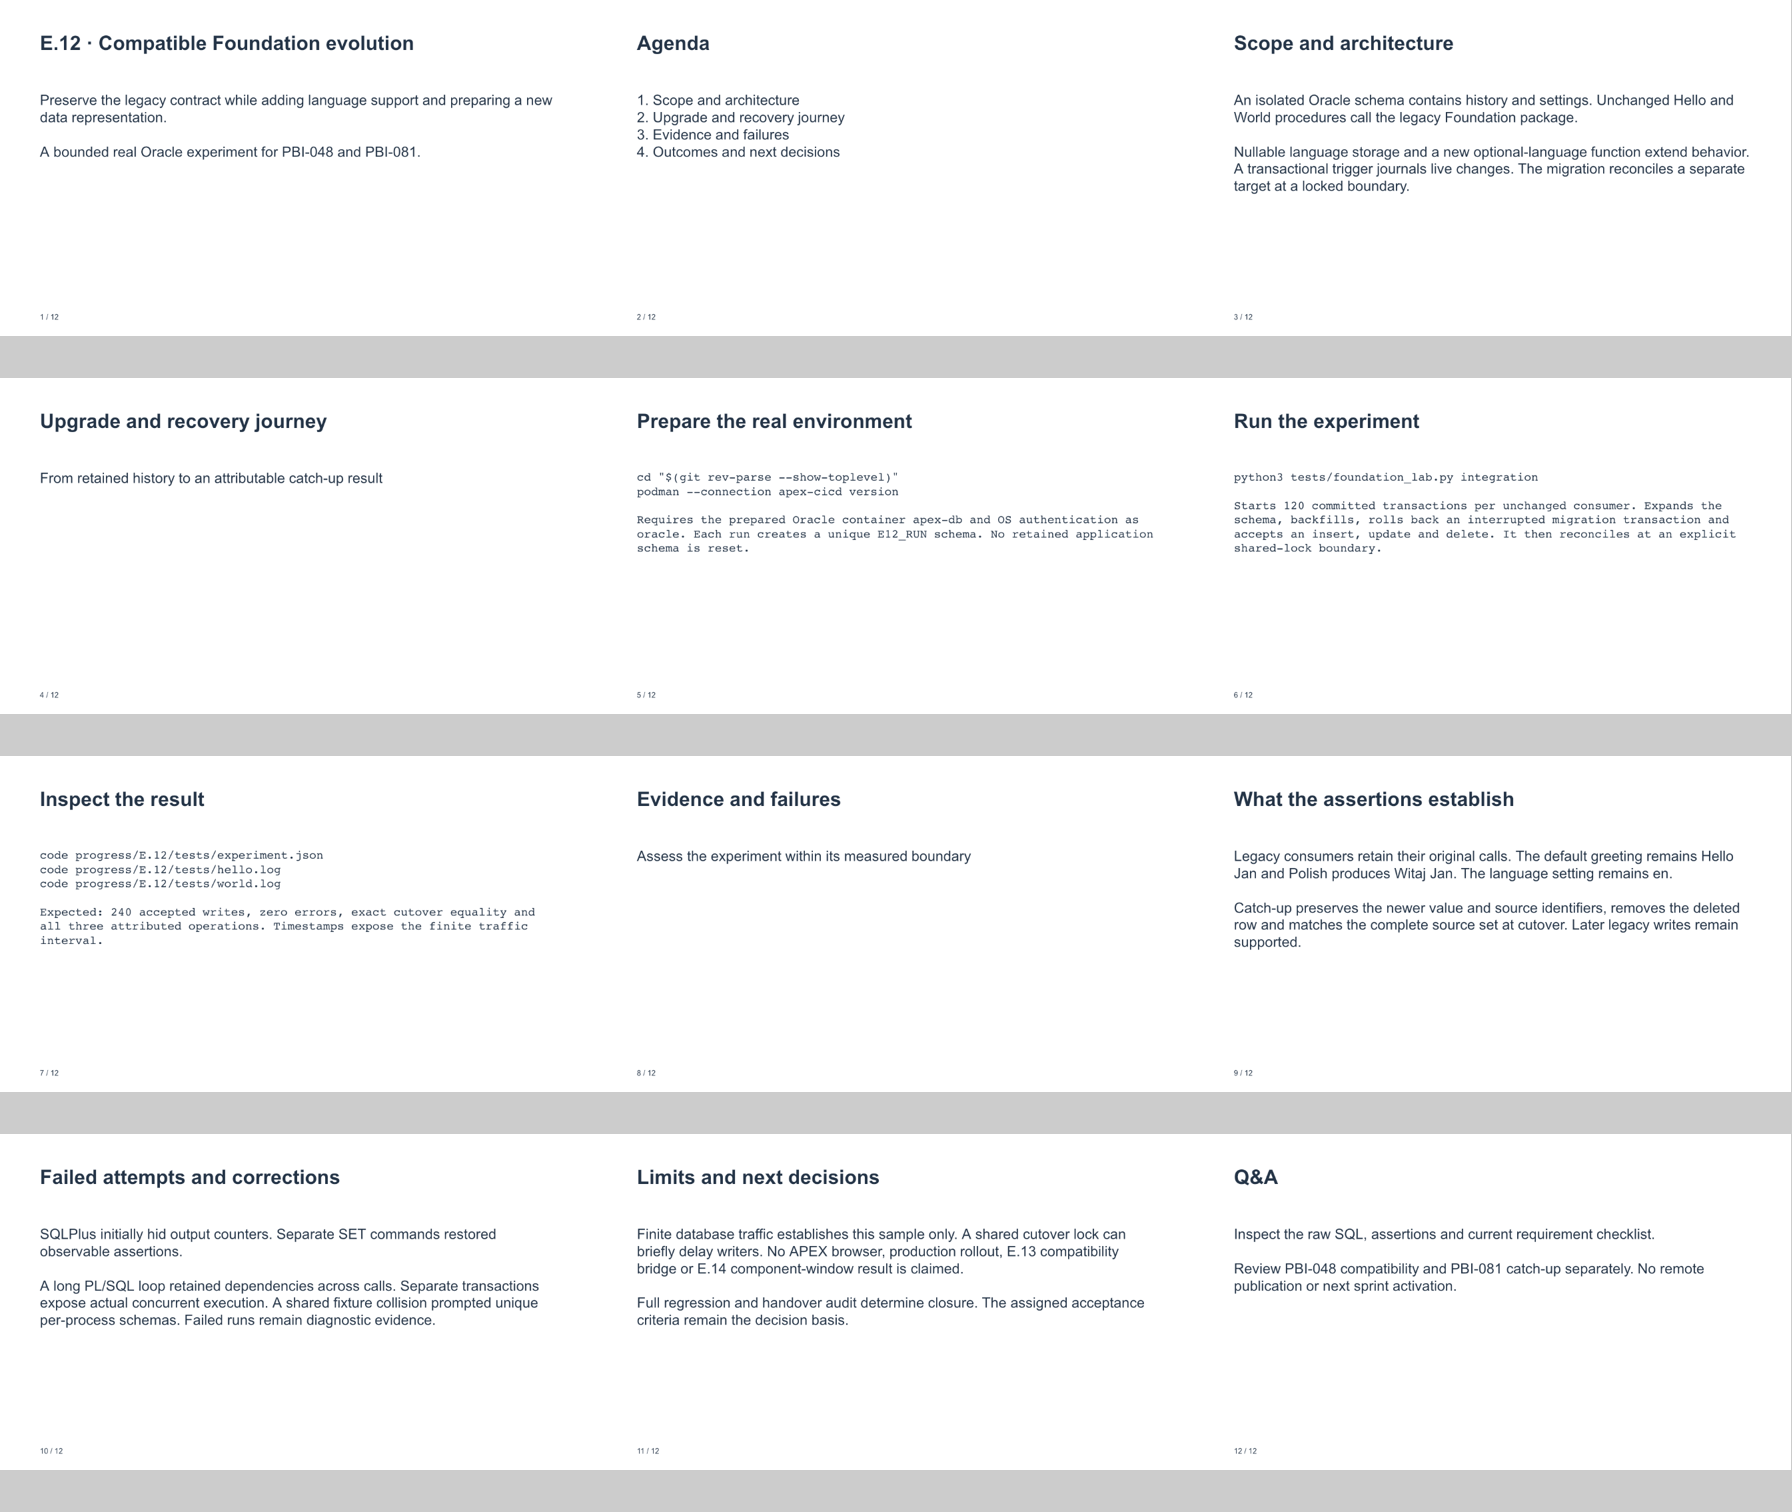 E.12 · Compatible Foundation evolution
Preserve the legacy contract while adding language support and preparing a new
data representation.
A bounded real Oracle experiment for PBI-048 and PBI-081.
1 / 12
Agenda
1. Scope and architecture
2. Upgrade and recovery journey
3. Evidence and failures
4. Outcomes and next decisions
2 / 12
Scope and architecture
An isolated Oracle schema contains history and settings. Unchanged Hello and
World procedures call the legacy Foundation package.
Nullable language storage and a new optional-language function extend behavior.
A transactional trigger journals live changes. The migration reconciles a separate
target at a locked boundary.
3 / 12
Upgrade and recovery journey
From retained history to an attributable catch-up result
4 / 12
Prepare the real environment
cd "$(git rev-parse --show-toplevel)"
podman --connection apex-cicd version
Requires the prepared Oracle container apex-db and OS authentication as
oracle. Each run creates a unique E12_RUN schema. No retained application
schema is reset.
5 / 12
Run the experiment
python3 tests/foundation_lab.py integration
Starts 120 committed transactions per unchanged consumer. Expands the
schema, backfills, rolls back an interrupted migration transaction and
accepts an insert, update and delete. It then reconciles at an explicit
shared-lock boundary.
6 / 12
Inspect the result
code progress/E.12/tests/experiment.json
code progress/E.12/tests/hello.log
code progress/E.12/tests/world.log
Expected: 240 accepted writes, zero errors, exact cutover equality and
all three attributed operations. Timestamps expose the finite traffic
interval.
7 / 12
Evidence and failures
Assess the experiment within its measured boundary
8 / 12
What the assertions establish
Legacy consumers retain their original calls. The default greeting remains Hello
Jan and Polish produces Witaj Jan. The language setting remains en.
Catch-up preserves the newer value and source identifiers, removes the deleted
row and matches the complete source set at cutover. Later legacy writes remain
supported.
9 / 12
Failed attempts and corrections
SQLPlus initially hid output counters. Separate SET commands restored
observable assertions.
A long PL/SQL loop retained dependencies across calls. Separate transactions
expose actual concurrent execution. A shared fixture collision prompted unique
per-process schemas. Failed runs remain diagnostic evidence.
10 / 12
Limits and next decisions
Finite database traffic establishes this sample only. A shared cutover lock can
briefly delay writers. No APEX browser, production rollout, E.13 compatibility
bridge or E.14 component-window result is claimed.
Full regression and handover audit determine closure. The assigned acceptance
criteria remain the decision basis.
11 / 12
Q&A
Inspect the raw SQL, assertions and current requirement checklist.
Review PBI-048 compatibility and PBI-081 catch-up separately. No remote
publication or next sprint activation.
12 / 12